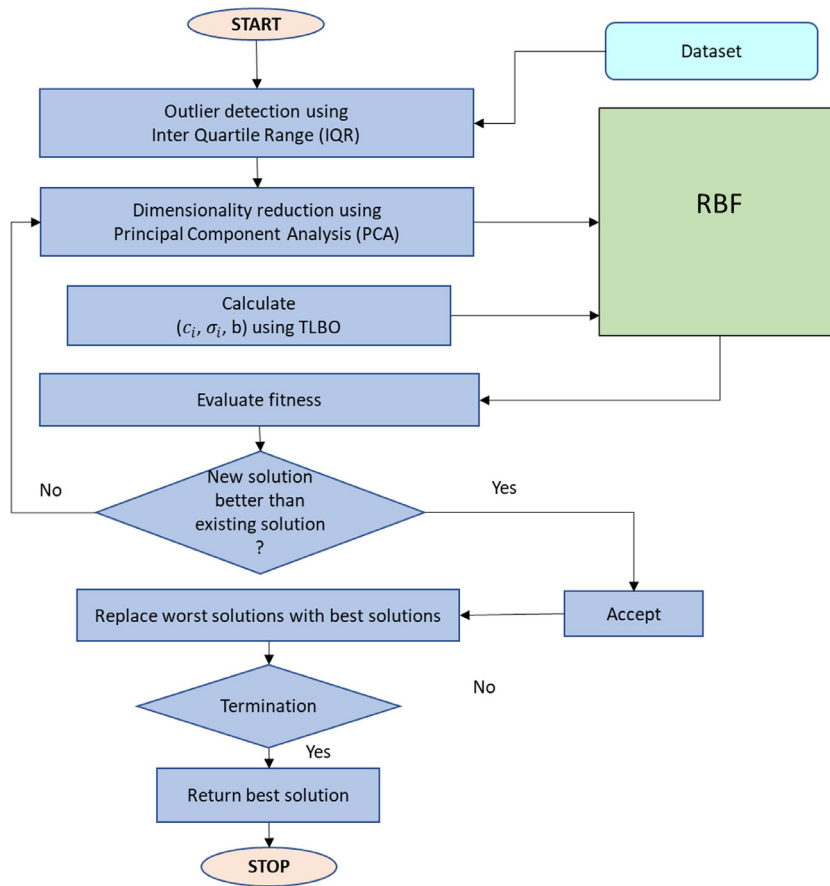 START
Dataset
Outlier detection using
Inter Quartile Range (IQR)
Dimensionality reduction using
Principal Component Analysis (PCA)
RBF
Calculate
(cᵢ, σᵢ, b) using TLBO
Evaluate fitness
New solution
better than
existing solution
?
No
Yes
Replace worst solutions with best solutions
Accept
Termination
No
Yes
Return best solution
STOP